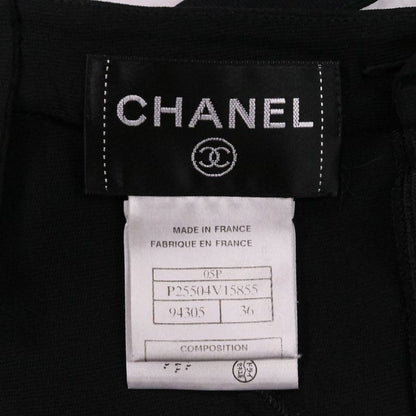 CHANEL
MADE IN FRANCE
FABRIQUE EN FRANCE
05P
P25504V15855
94305 36
COMPOSITION